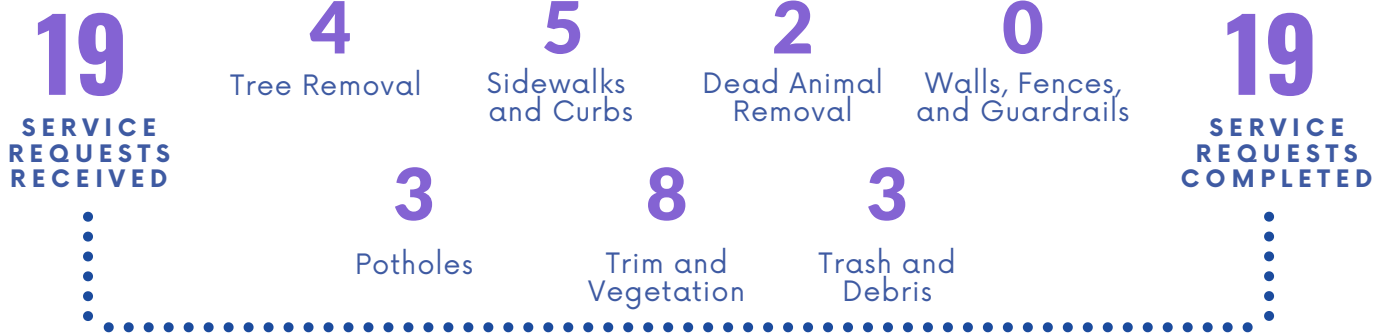 19
SERVICE
REQUESTS
RECEIVED
4
Tree Removal
5
Sidewalks
and Curbs
2
Dead Animal
Removal
0
Walls, Fences,
and Guardrails
19
SERVICE
REQUESTS
COMPLETED
3
Potholes
8
Trim and
Vegetation
3
Trash and
Debris